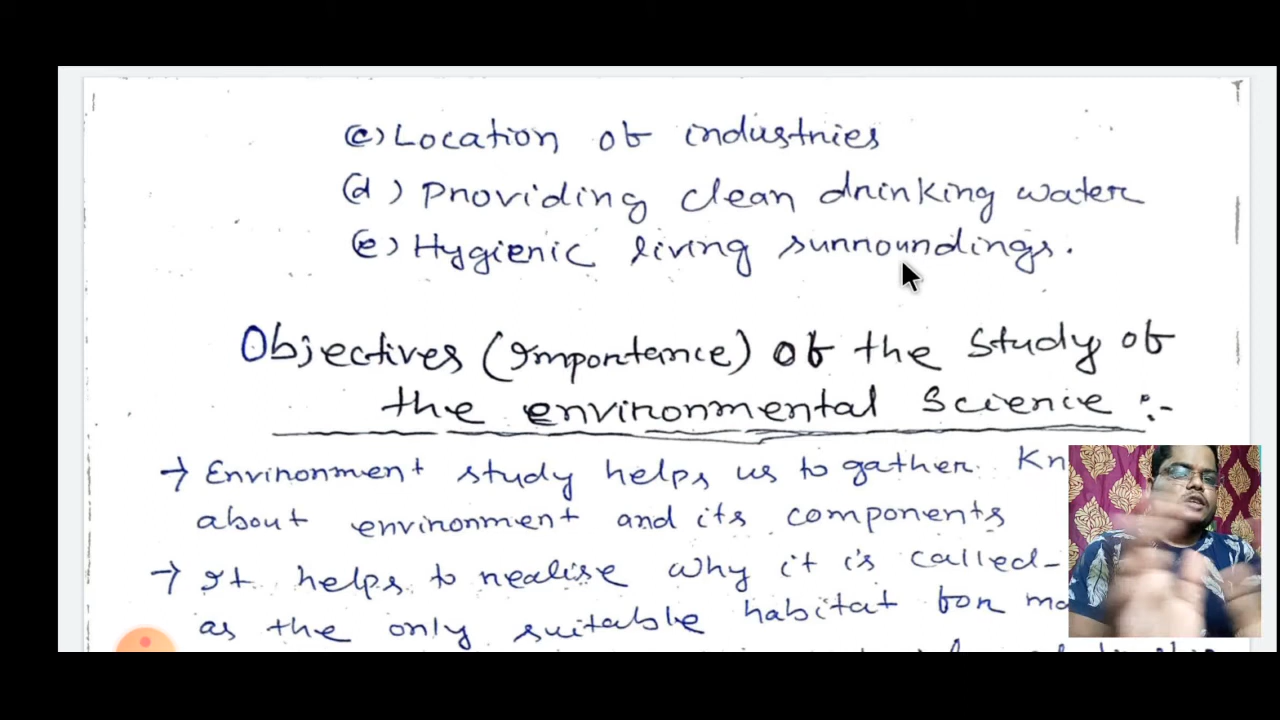 (c) Location of industries
(d) Providing clean drinking water
(e) Hygienic living surroundings.
Objectives (Importance) of the Study of
the environmental Science :-
→ Environment study helps us to gather
about environment and its components
→ It helps to realise why it is called
as the only suitable habitat for